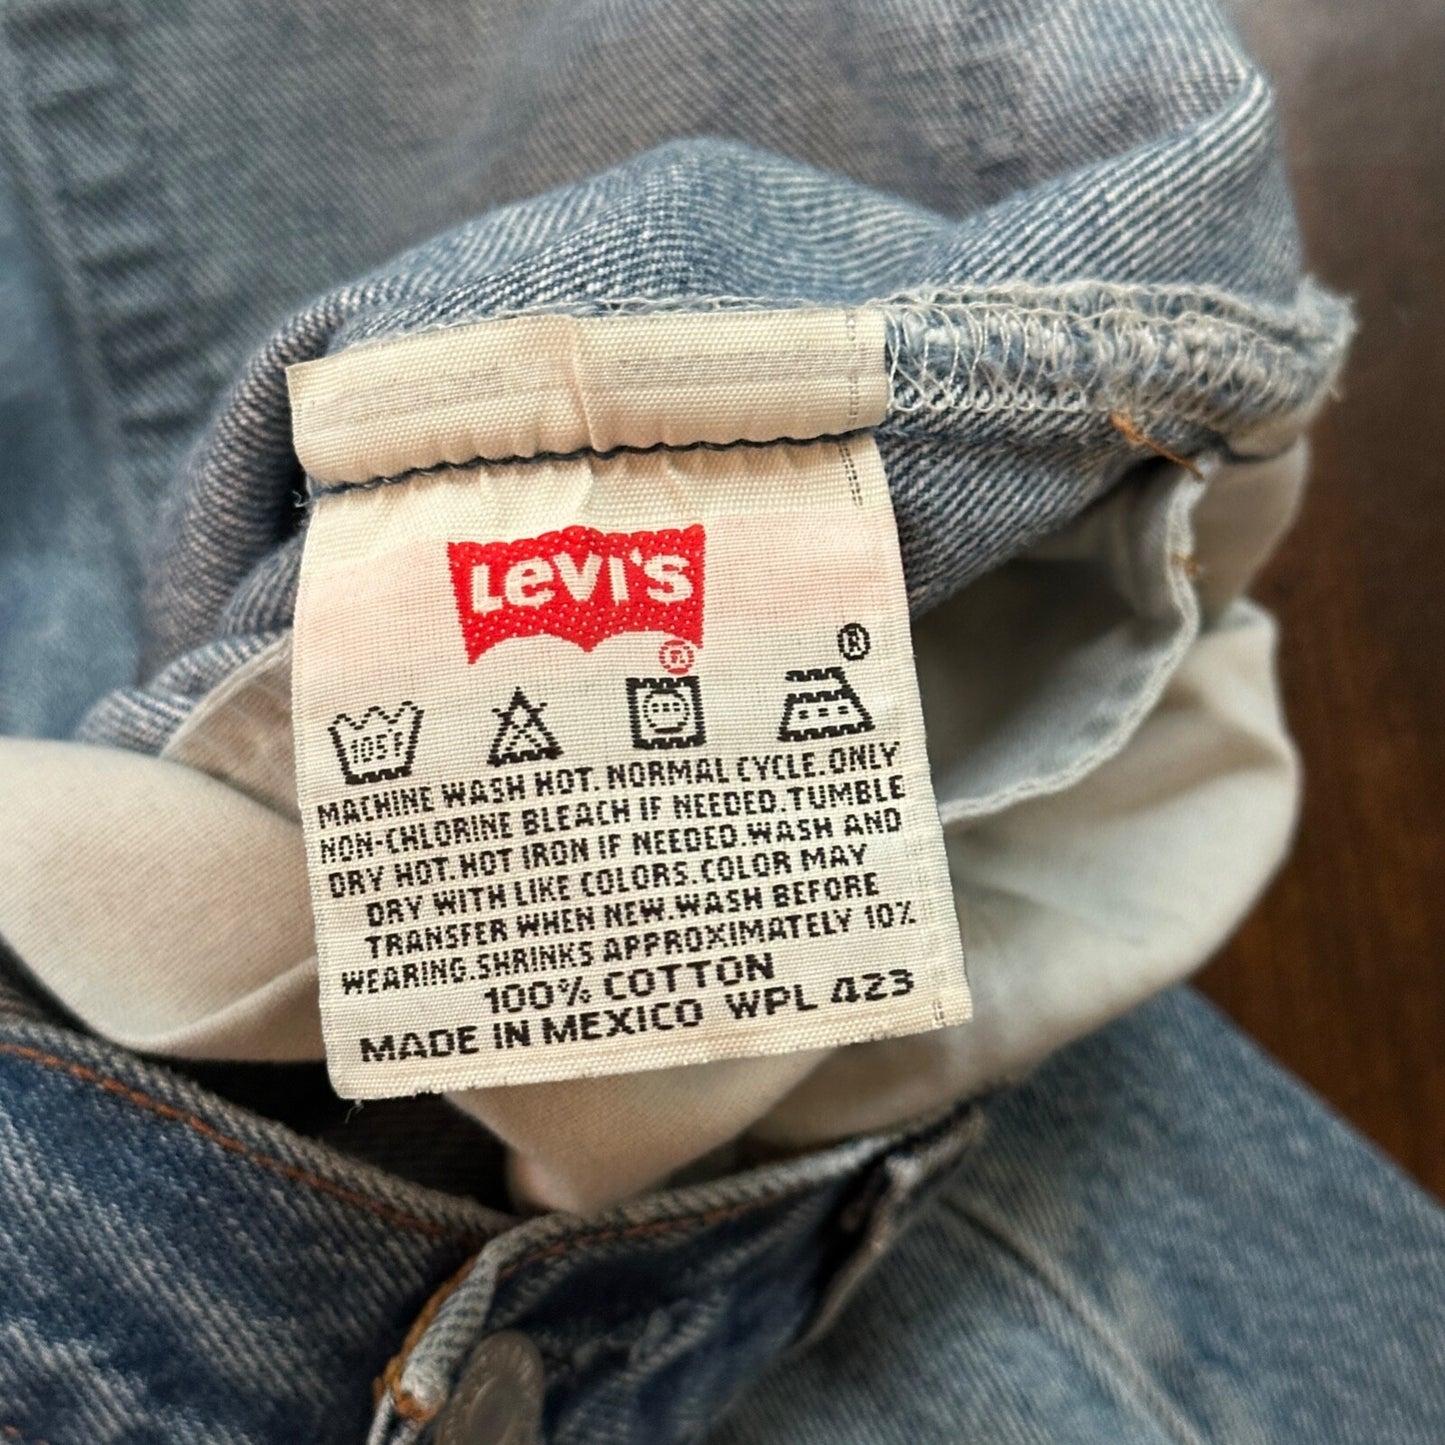 Levi's
®
®
105°F
MACHINE WASH HOT. NORMAL CYCLE. ONLY
NON-CHLORINE BLEACH IF NEEDED. TUMBLE
DRY HOT. HOT IRON IF NEEDED. WASH AND
DRY WITH LIKE COLORS. COLOR MAY
TRANSFER WHEN NEW. WASH BEFORE
WEARING. SHRINKS APPROXIMATELY 10%
100% COTTON
MADE IN MEXICO WPL 423